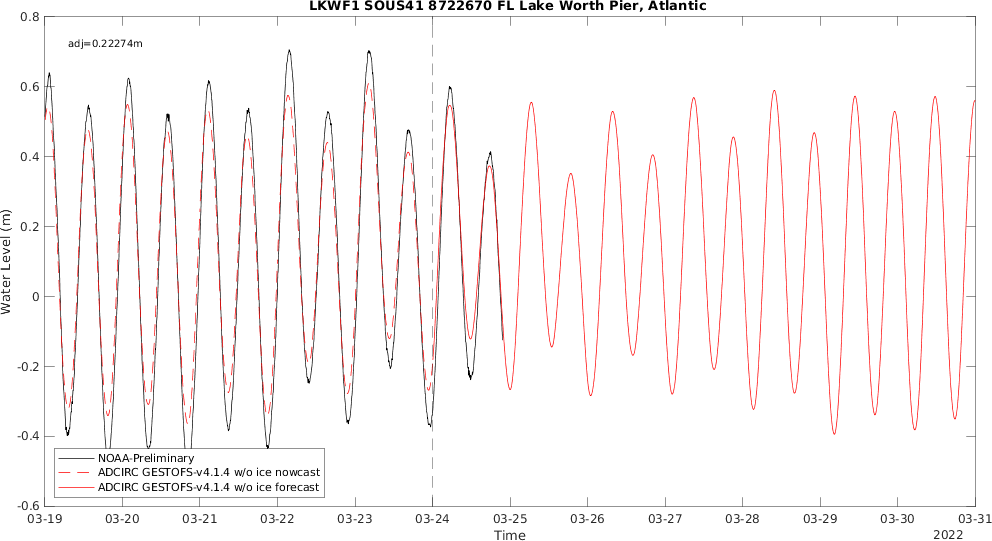 LKWF1 SOUS41 8722670 FL Lake Worth Pier, Atlantic
adj=0.22274m
0.8
0.6
0.4
0.2
0
-0.2
-0.4
-0.6
Water Level (m)
NOAA-Preliminary
ADCIRC GESTOFS-v4.1.4 w/o ice nowcast
ADCIRC GESTOFS-v4.1.4 w/o ice forecast
03-19 03-20 03-21 03-22 03-23 03-24 03-25 03-26 03-27 03-28 03-29 03-30 03-31
Time
2022